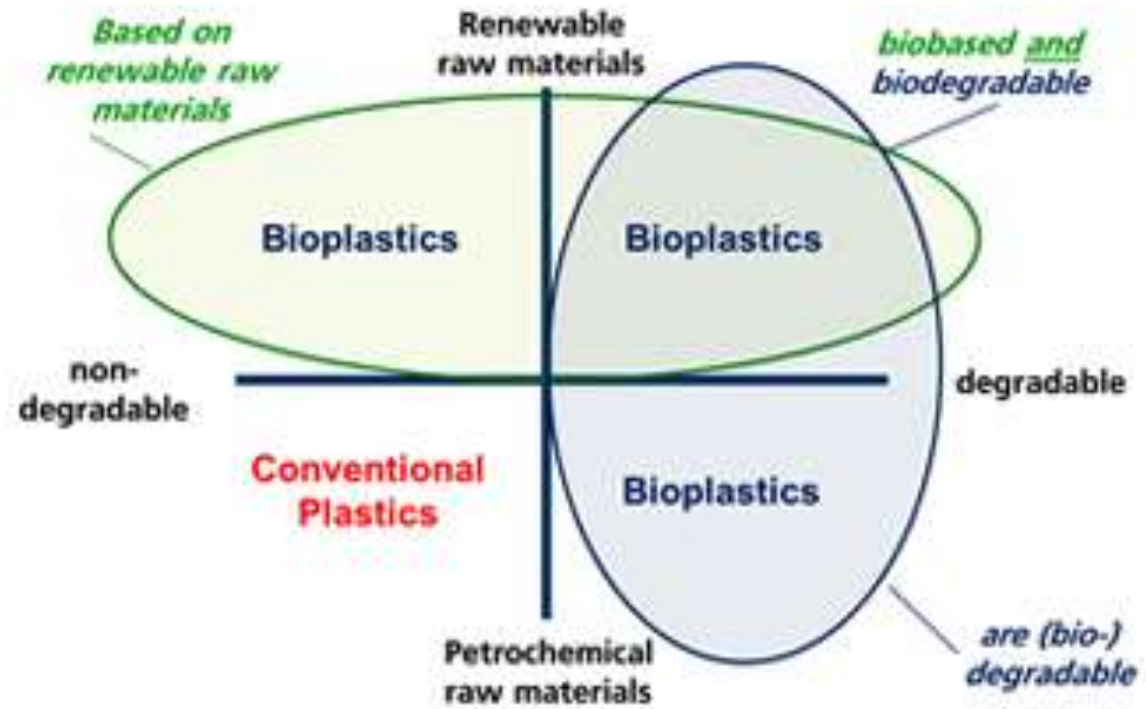 Based on
renewable raw
materials
Renewable
raw materials
biobased and
biodegradable
Bioplastics
Bioplastics
non-
degradable
degradable
Conventional
Plastics
Bioplastics
Petrochemical
raw materials
are (bio-)
degradable